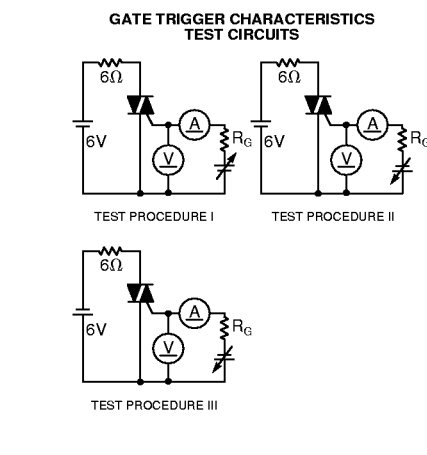 GATE TRIGGER CHARACTERISTICS
TEST CIRCUITS
6Ω
6V
A
V
RG
TEST PROCEDURE I
6Ω
6V
A
V
RG
TEST PROCEDURE II
6Ω
6V
A
V
RG
TEST PROCEDURE III